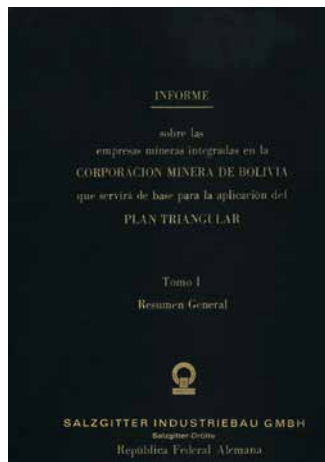 INFORME
sobre las
empresas mineras integradas en la
CORPORACION MINERA DE BOLIVIA
que servirá de base para la aplicación del
PLAN TRIANGULAR
Tomo I
Resumen General
SALZGITTER INDUSTRIEBAU GMBH
Salzgitter-Drütte
República Federal Alemana